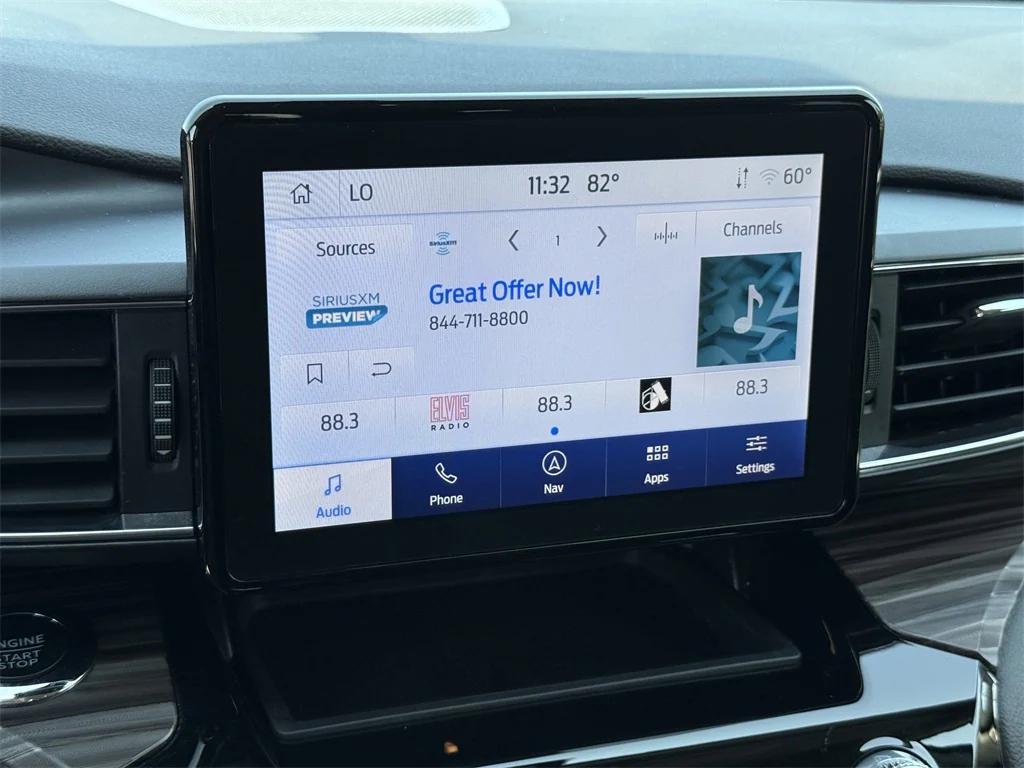 LO
11:32 82°
60°
Sources
SiriusXM
1
Channels
SIRIUSXM
PREVIEW
Great Offer Now!
844-711-8800
88.3
ELVIS
RADIO
88.3
88.3
Audio
Phone
Nav
Apps
Settings
ENGINE
START
STOP